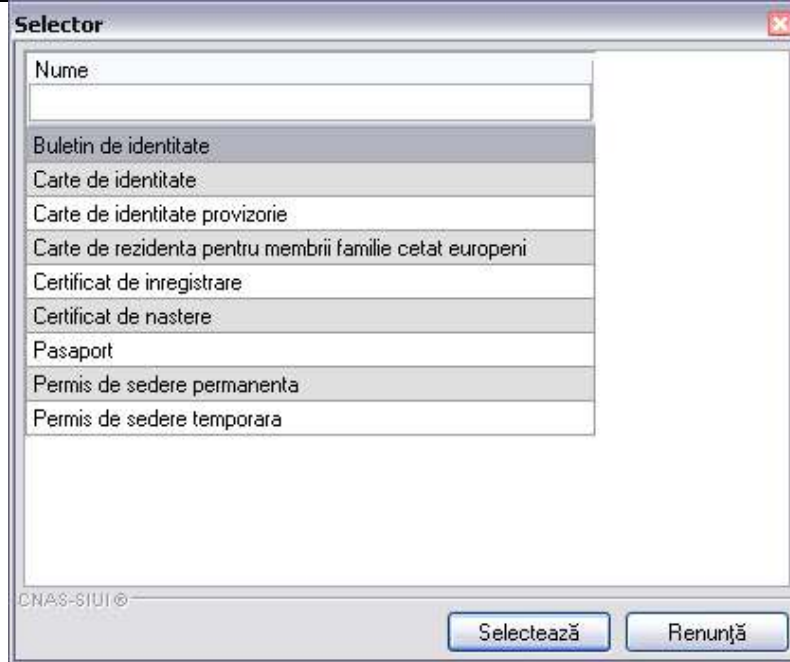 Selector
Nume
Buletin de identitate
Carte de identitate
Carte de identitate provizorie
Carte de rezidenta pentru membrii familie cetat europeni
Certificat de inregistrare
Certificat de nastere
Pasaport
Permis de sedere permanenta
Permis de sedere temporara
CNAS-SIUI ®
Selectează Renunţă